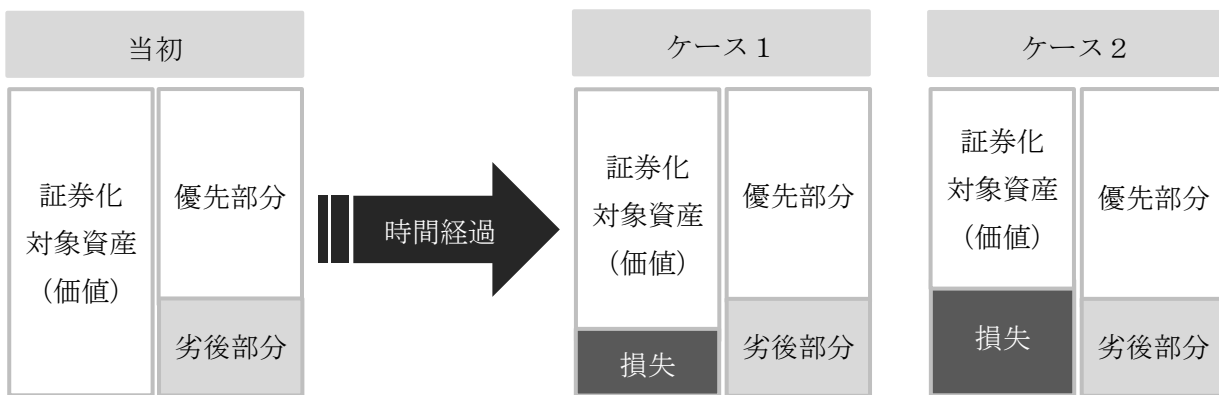 当初
証券化
対象資産
（価値）
優先部分
劣後部分
時間経過
ケース１
証券化
対象資産
（価値）
損失
優先部分
劣後部分
ケース２
証券化
対象資産
（価値）
損失
優先部分
劣後部分